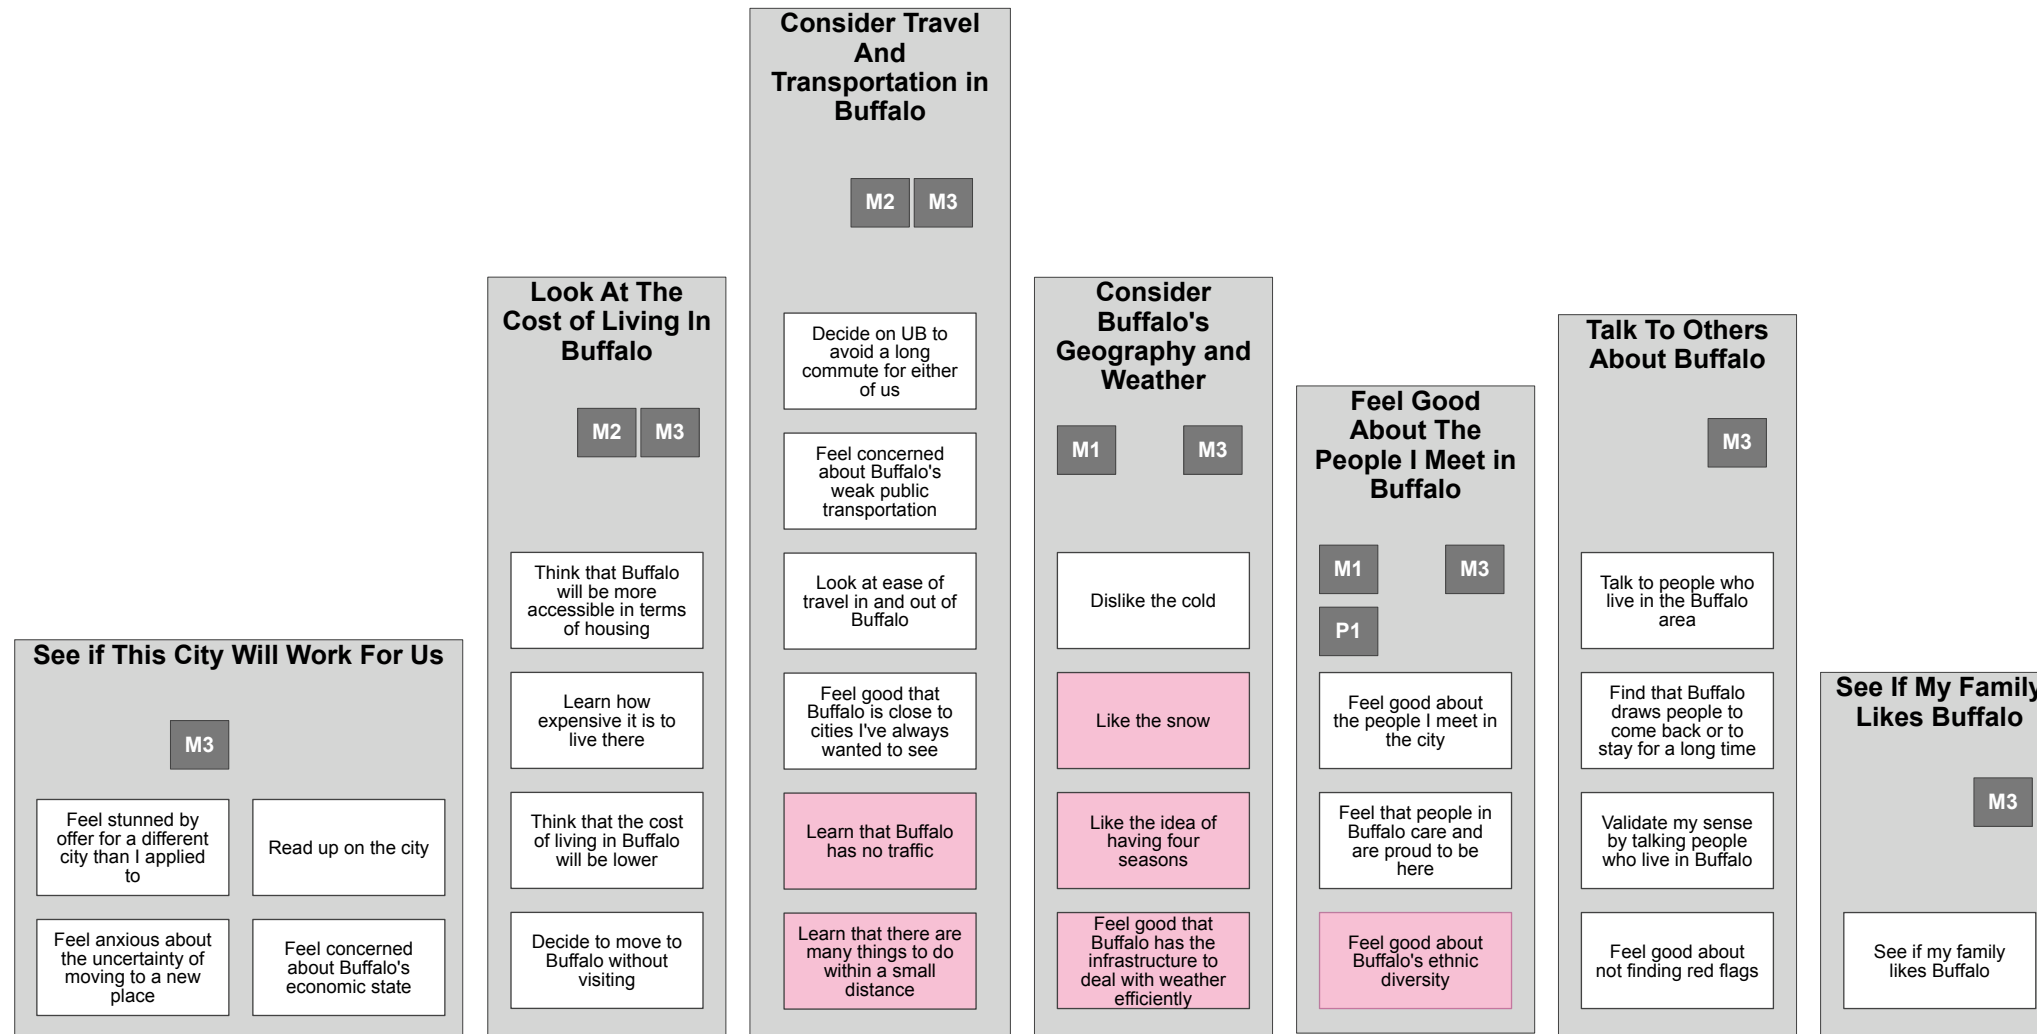 See if This City Will Work For Us
M3
Feel stunned by
offer for a different
city than I applied
to
Read up on the city
Feel anxious about
the uncertainty of
moving to a new
place
Feel concerned
about Buffalo's
economic state
Look At The
Cost of Living In
Buffalo
M2 M3
Think that Buffalo
will be more
accessible in terms
of housing
Learn how
expensive it is to
live there
Think that the cost
of living in Buffalo
will be lower
Decide to move to
Buffalo without
visiting
Consider Travel
And
Transportation in
Buffalo
M2 M3
Decide on UB to
avoid a long
commute for either
of us
Feel concerned
about Buffalo's
weak public
transportation
Look at ease of
travel in and out of
Buffalo
Feel good that
Buffalo is close to
cities I've always
wanted to see
Learn that Buffalo
has no traffic
Learn that there are
many things to do
within a small
distance
Consider
Buffalo's
Geography and
Weather
M1 M3
Dislike the cold
Like the snow
Like the idea of
having four
seasons
Feel good that
Buffalo has the
infrastructure to
deal with weather
efficiently
Feel Good
About The
People I Meet in
Buffalo
M1 M3
P1
Feel good about
the people I meet in
the city
Feel that people in
Buffalo care and
are proud to be
here
Feel good about
Buffalo's ethnic
diversity
Talk To Others
About Buffalo
M3
Talk to people who
live in the Buffalo
area
Find that Buffalo
draws people to
come back or to
stay for a long time
Validate my sense
by talking people
who live in Buffalo
Feel good about
not finding red flags
See If My Family
Likes Buffalo
M3
See if my family
likes Buffalo